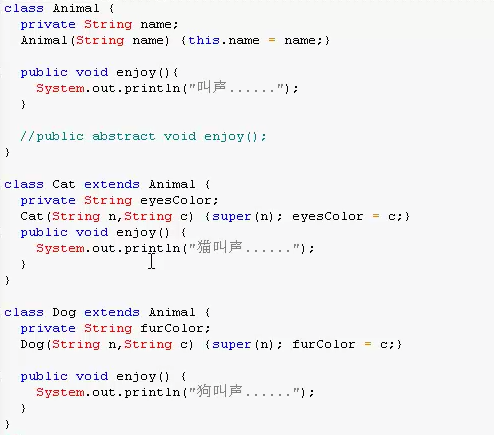 class Animal {
  private String name;
  Animal(String name) {this.name = name;}
  public void enjoy(){
    System.out.println("叫声......");
  }
  //public abstract void enjoy();
}
class Cat extends Animal {
  private String eyesColor;
  Cat(String n,String c) {super(n); eyesColor = c;}
  public void enjoy() {
    System.out.println("猫叫声......");
  }
}
class Dog extends Animal {
  private String furColor;
  Dog(String n,String c) {super(n); furColor = c;}
  public void enjoy() {
    System.out.println("狗叫声......");
  }
}